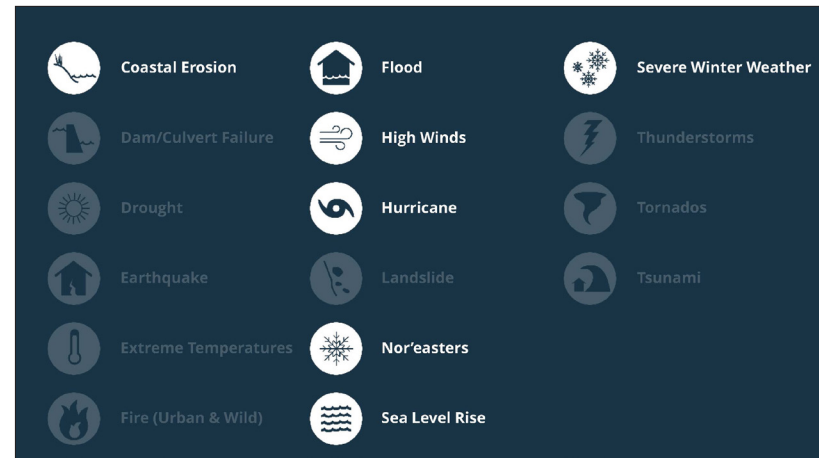 Coastal Erosion
Dam/Culvert Failure
Drought
Earthquake
Extreme Temperatures
Fire (Urban & Wild)
Flood
High Winds
Hurricane
Landslide
Nor’easters
Sea Level Rise
Severe Winter Weather
Thunderstorms
Tornados
Tsunami